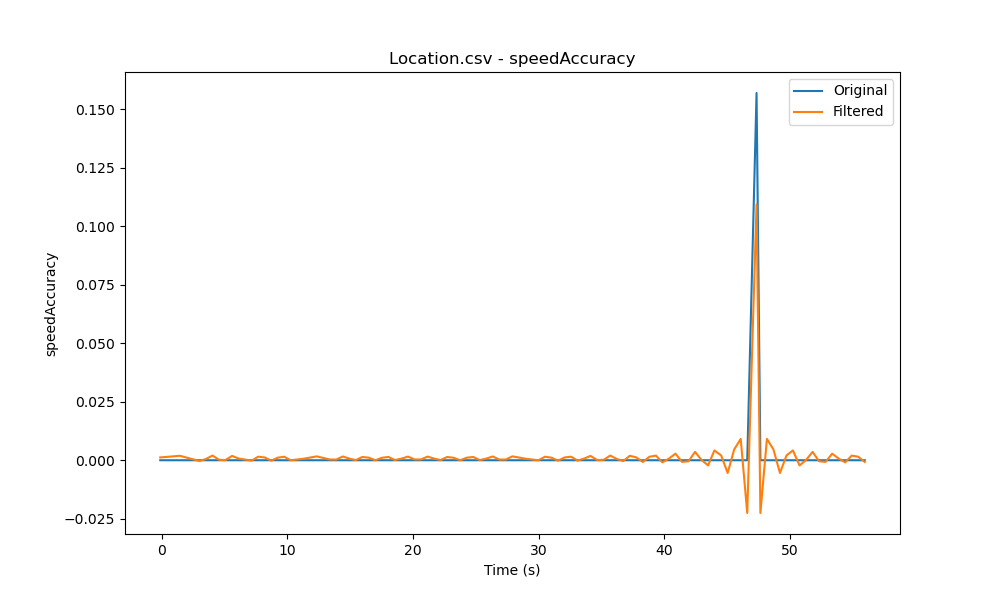 Location.csv - speedAccuracy
Original
Filtered
0.150
0.125
0.100
0.075
0.050
0.025
0.000
−0.025
speedAccuracy
0 10 20 30 40 50
Time (s)